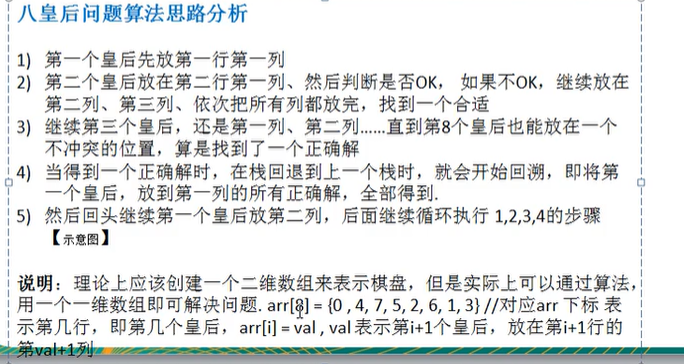 八皇后问题算法思路分析
1) 第一个皇后先放第一行第一列
2) 第二个皇后放在第二行第一列、然后判断是否OK， 如果不OK，继续放在
第二列、第三列、依次把所有列都放完，找到一个合适
3) 继续第三个皇后，还是第一列、第二列……直到第8个皇后也能放在一个
不冲突的位置，算是找到了一个正确解
4) 当得到一个正确解时，在栈回退到上一个栈时，就会开始回溯，即将第
一个皇后，放到第一列的所有正确解，全部得到.
5) 然后回头继续第一个皇后放第二列，后面继续循环执行 1,2,3,4的步骤
【示意图】
说明：理论上应该创建一个二维数组来表示棋盘，但是实际上可以通过算法，
用一个一维数组即可解决问题. arr[8] = {0 , 4, 7, 5, 2, 6, 1, 3} //对应arr 下标 表
示第几行，即第几个皇后，arr[i] = val , val 表示第i+1个皇后，放在第i+1行的
第val+1列